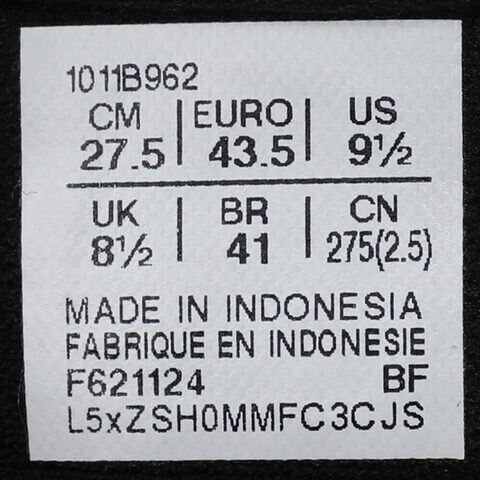 1011B962
CM | EURO | US
27.5 | 43.5 | 9½
UK | BR | CN
8½ | 41 | 275(2.5)
MADE IN INDONESIA
FABRIQUE EN INDONESIE
F621124 BF
L5xZSH0MMFC3CJS